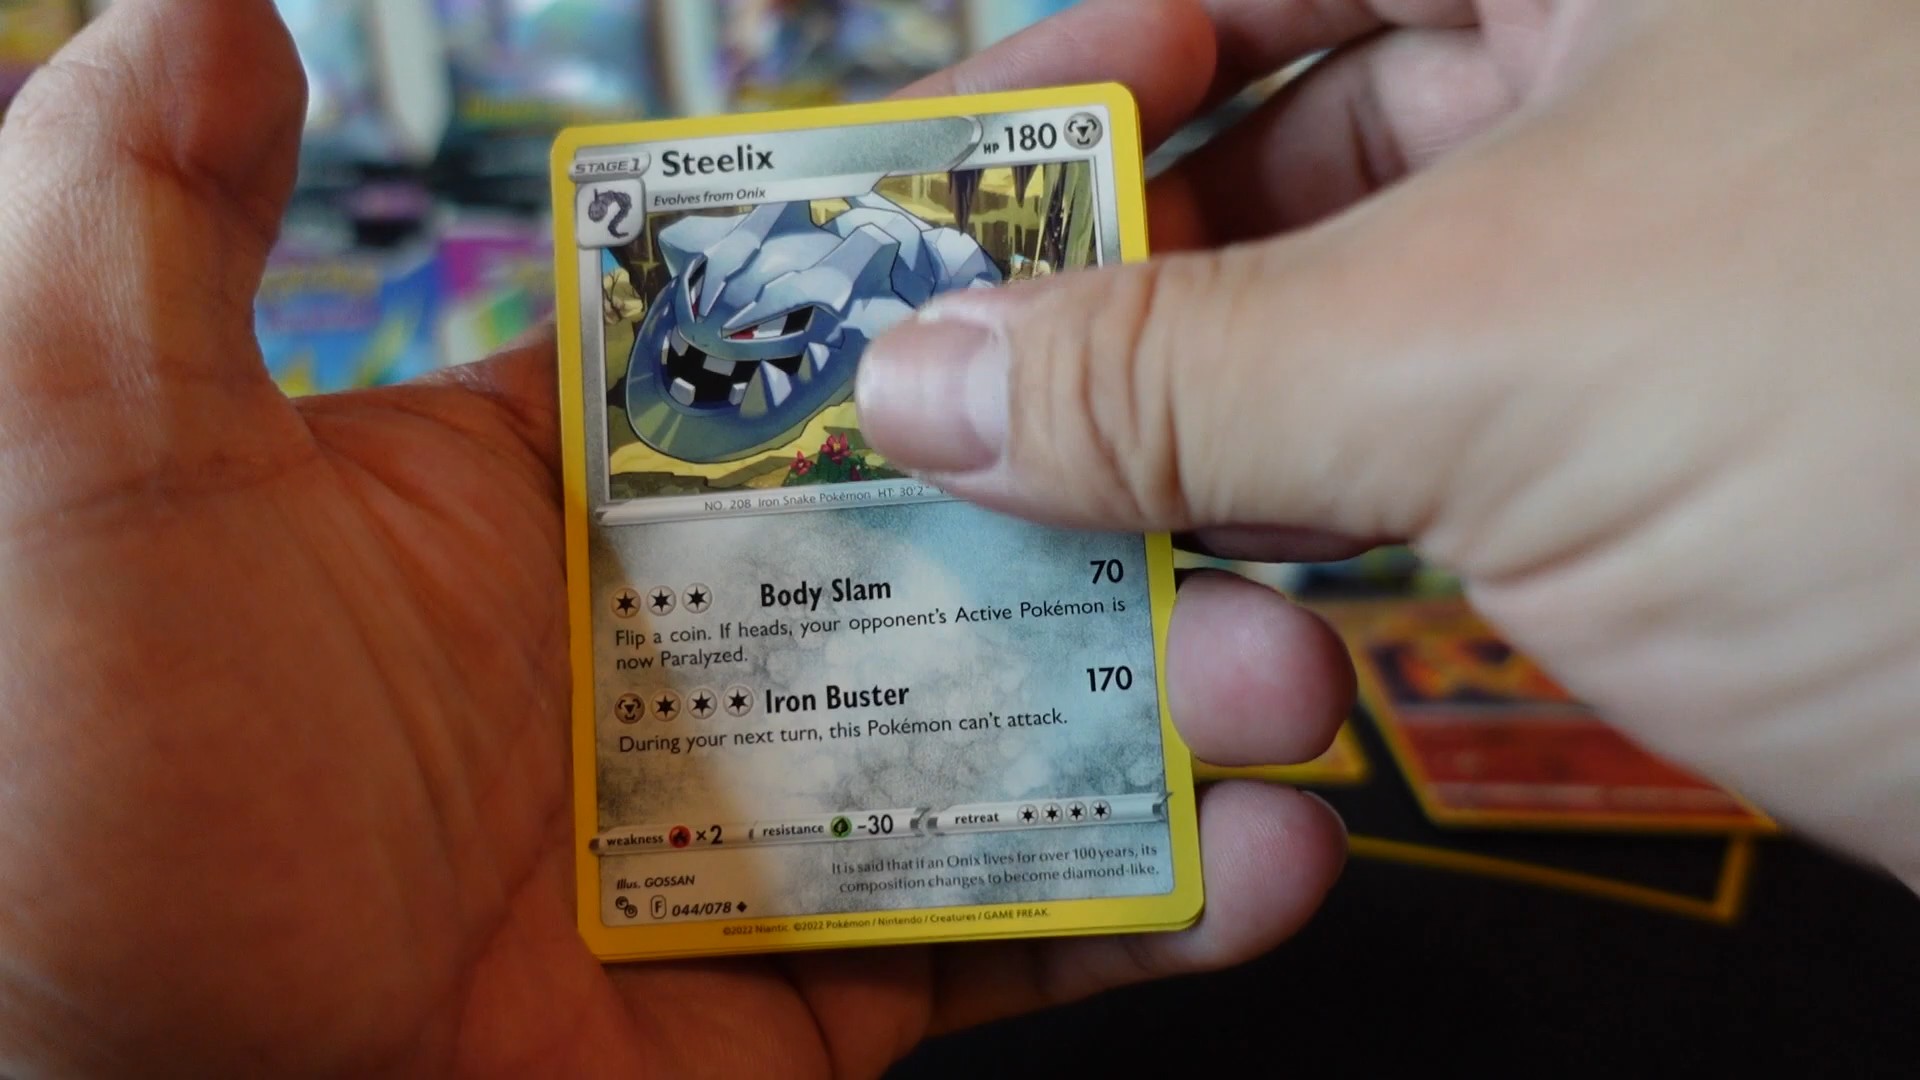 STAGE 1 Steelix HP 180
Evolves from Onix
NO. 208 Iron Snake Pokémon HT: 30'2"
Body Slam 70
Flip a coin. If heads, your opponent's Active Pokémon is
now Paralyzed.
Iron Buster 170
During your next turn, this Pokémon can't attack.
weakness ×2 resistance -30 retreat
It is said that if an Onix lives for over 100 years, its
composition changes to become diamond-like.
Illus. GOSSAN
F 044/078
©2022 Niantic. ©2022 Pokémon / Nintendo / Creatures / GAME FREAK.